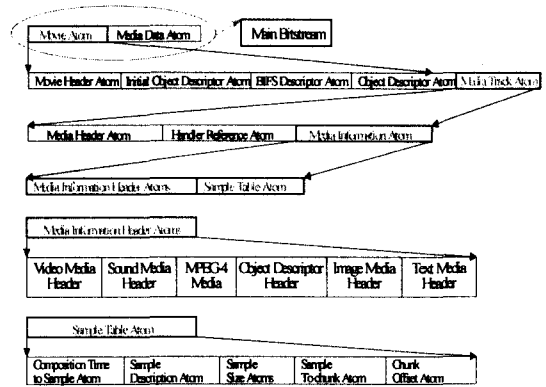 Movie Atom Media Data Atom Main Bitstream
Movie Header Atom Initial Object Descriptor Atom BIFS Descriptor Atom Object Descriptor Atom Media Track Atom
Media Header Atom Handler Reference Atom Media Information Atom
Media Information Header Atoms Sample Table Atom
Media Information Header Atoms
Video Media Header
Sound Media Header
MPEG-4 Media
Object Descriptor Header
Image Media Header
Text Media Header
Sample Table Atom
Composition Time to Sample Atom
Sample Description Atom
Sample Size Atoms
Sample To-chunk Atom
Chunk Offset Atom